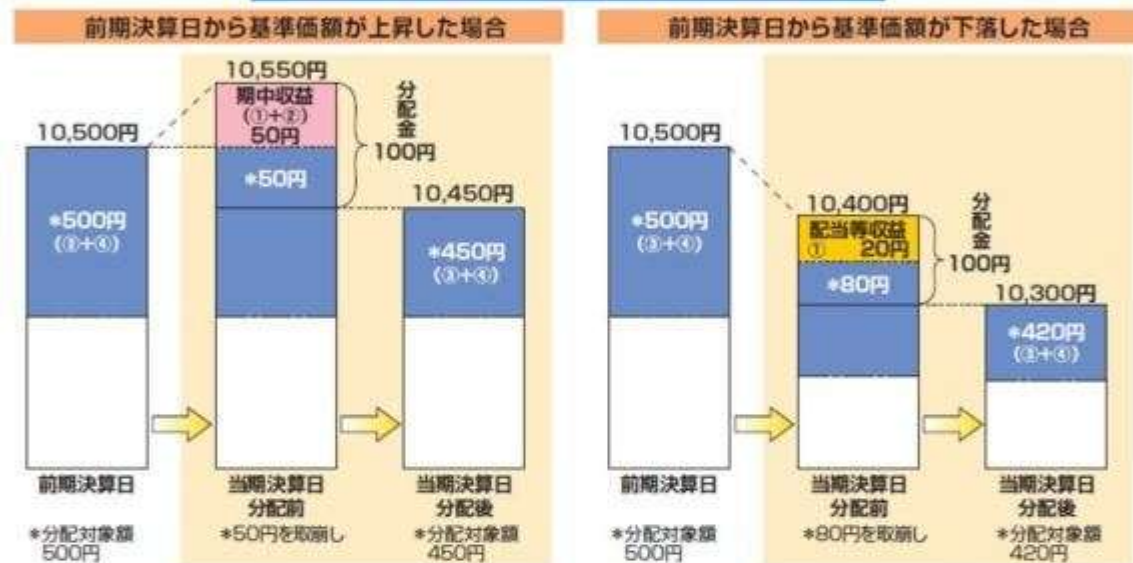 前期決算日から基準価額が上昇した場合
10,500円
*500円
(③+④)
10,550円
期中収益
(①+②)
50円
*50円
分配金
100円
10,450円
*450円
(③+④)
前期決算日
*分配対象額
500円
当期決算日
分配前
*50円を取崩し
当期決算日
分配後
*分配対象額
450円
前期決算日から基準価額が下落した場合
10,500円
*500円
(③+④)
10,400円
配当等収益
① 20円
*80円
分配金
100円
10,300円
*420円
(③+④)
前期決算日
*分配対象額
500円
当期決算日
分配前
*80円を取崩し
当期決算日
分配後
*分配対象額
420円